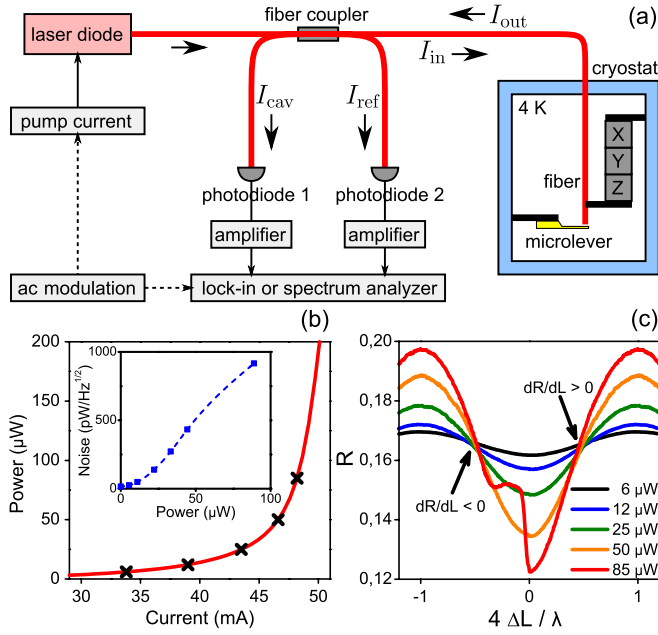 laser diode
fiber coupler
I_out
(a)
I_in
cryostat
pump current
I_cav
I_ref
4 K
X
Y
Z
fiber
photodiode 1
photodiode 2
microlever
amplifier
amplifier
ac modulation
lock-in or spectrum analyzer
(b)
200
150
100
50
0
Power (µW)
30
35
40
45
50
Current (mA)
1000
500
0
Noise (pW/Hz^1/2)
0
50
100
Power (µW)
(c)
0,20
0,18
0,16
0,14
0,12
R
dR/dL > 0
dR/dL < 0
6 µW
12 µW
25 µW
50 µW
85 µW
-1
0
1
4 ΔL / λ